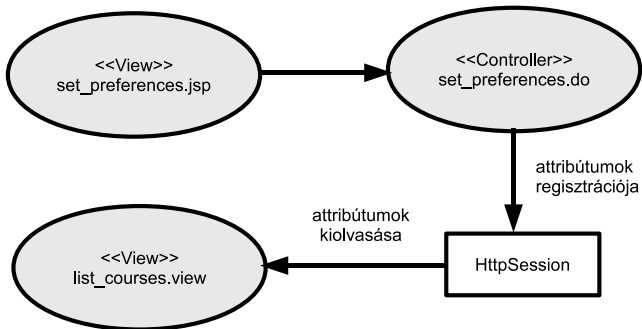 <<View>>
set_preferences.jsp
<<Controller>>
set_preferences.do
attribútumok
regisztrációja
attribútumok
kiolvasása
<<View>>
list_courses.view
HttpSession